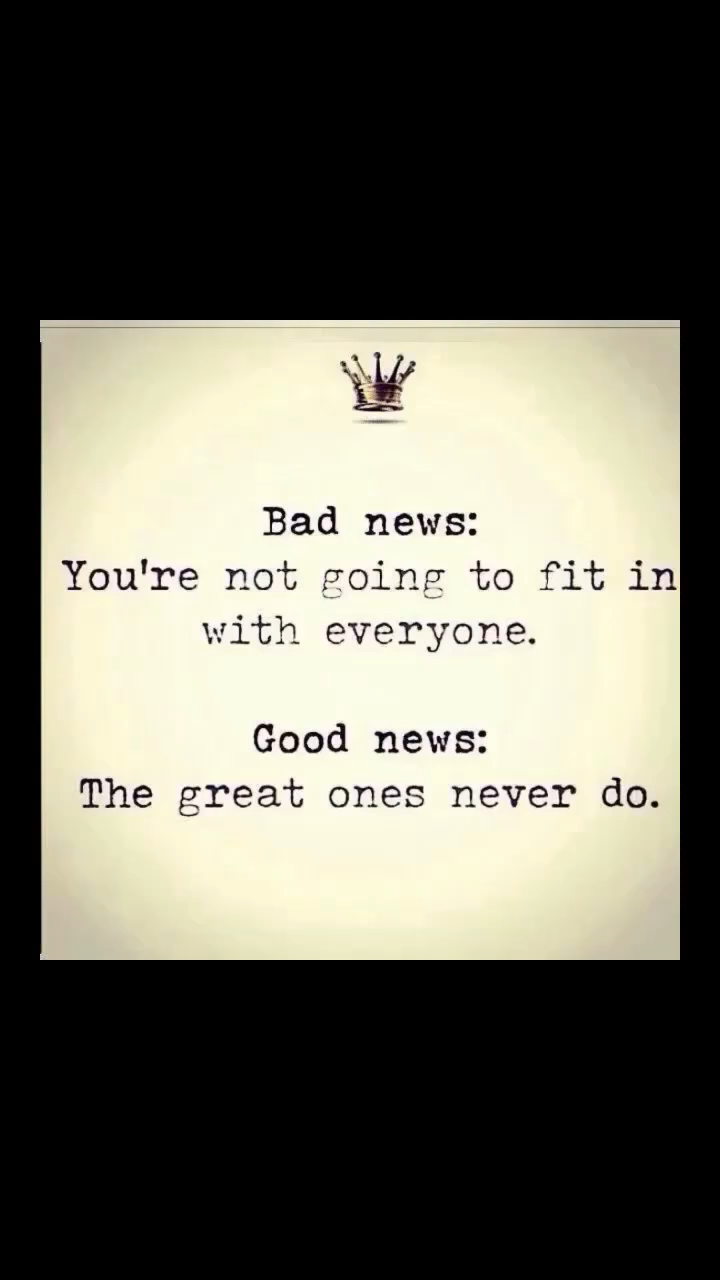 Bad news:
You're not going to fit in
with everyone.
Good news:
The great ones never do.